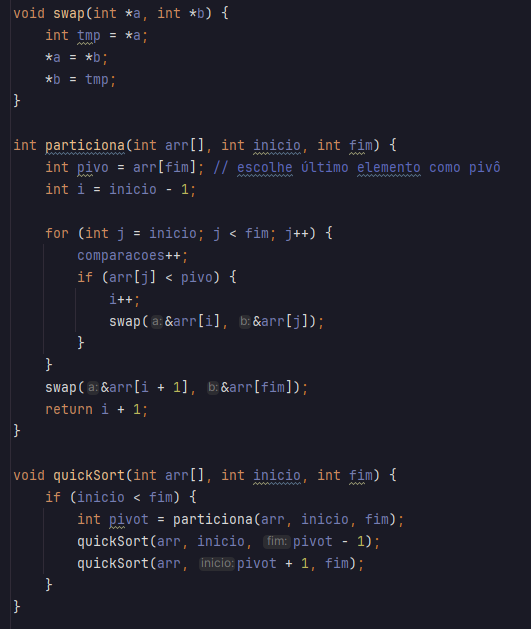 void swap(int *a, int *b) {
    int tmp = *a;
    *a = *b;
    *b = tmp;
}

int particiona(int arr[], int inicio, int fim) {
    int pivo = arr[fim]; // escolhe último elemento como pivô
    int i = inicio - 1;

    for (int j = inicio; j < fim; j++) {
        comparacoes++;
        if (arr[j] < pivo) {
            i++;
            swap(a: &arr[i], b: &arr[j]);
        }
    }
    swap(a: &arr[i + 1], b: &arr[fim]);
    return i + 1;
}

void quickSort(int arr[], int inicio, int fim) {
    if (inicio < fim) {
        int pivot = particiona(arr, inicio, fim);
        quickSort(arr, inicio, fim: pivot - 1);
        quickSort(arr, inicio: pivot + 1, fim);
    }
}